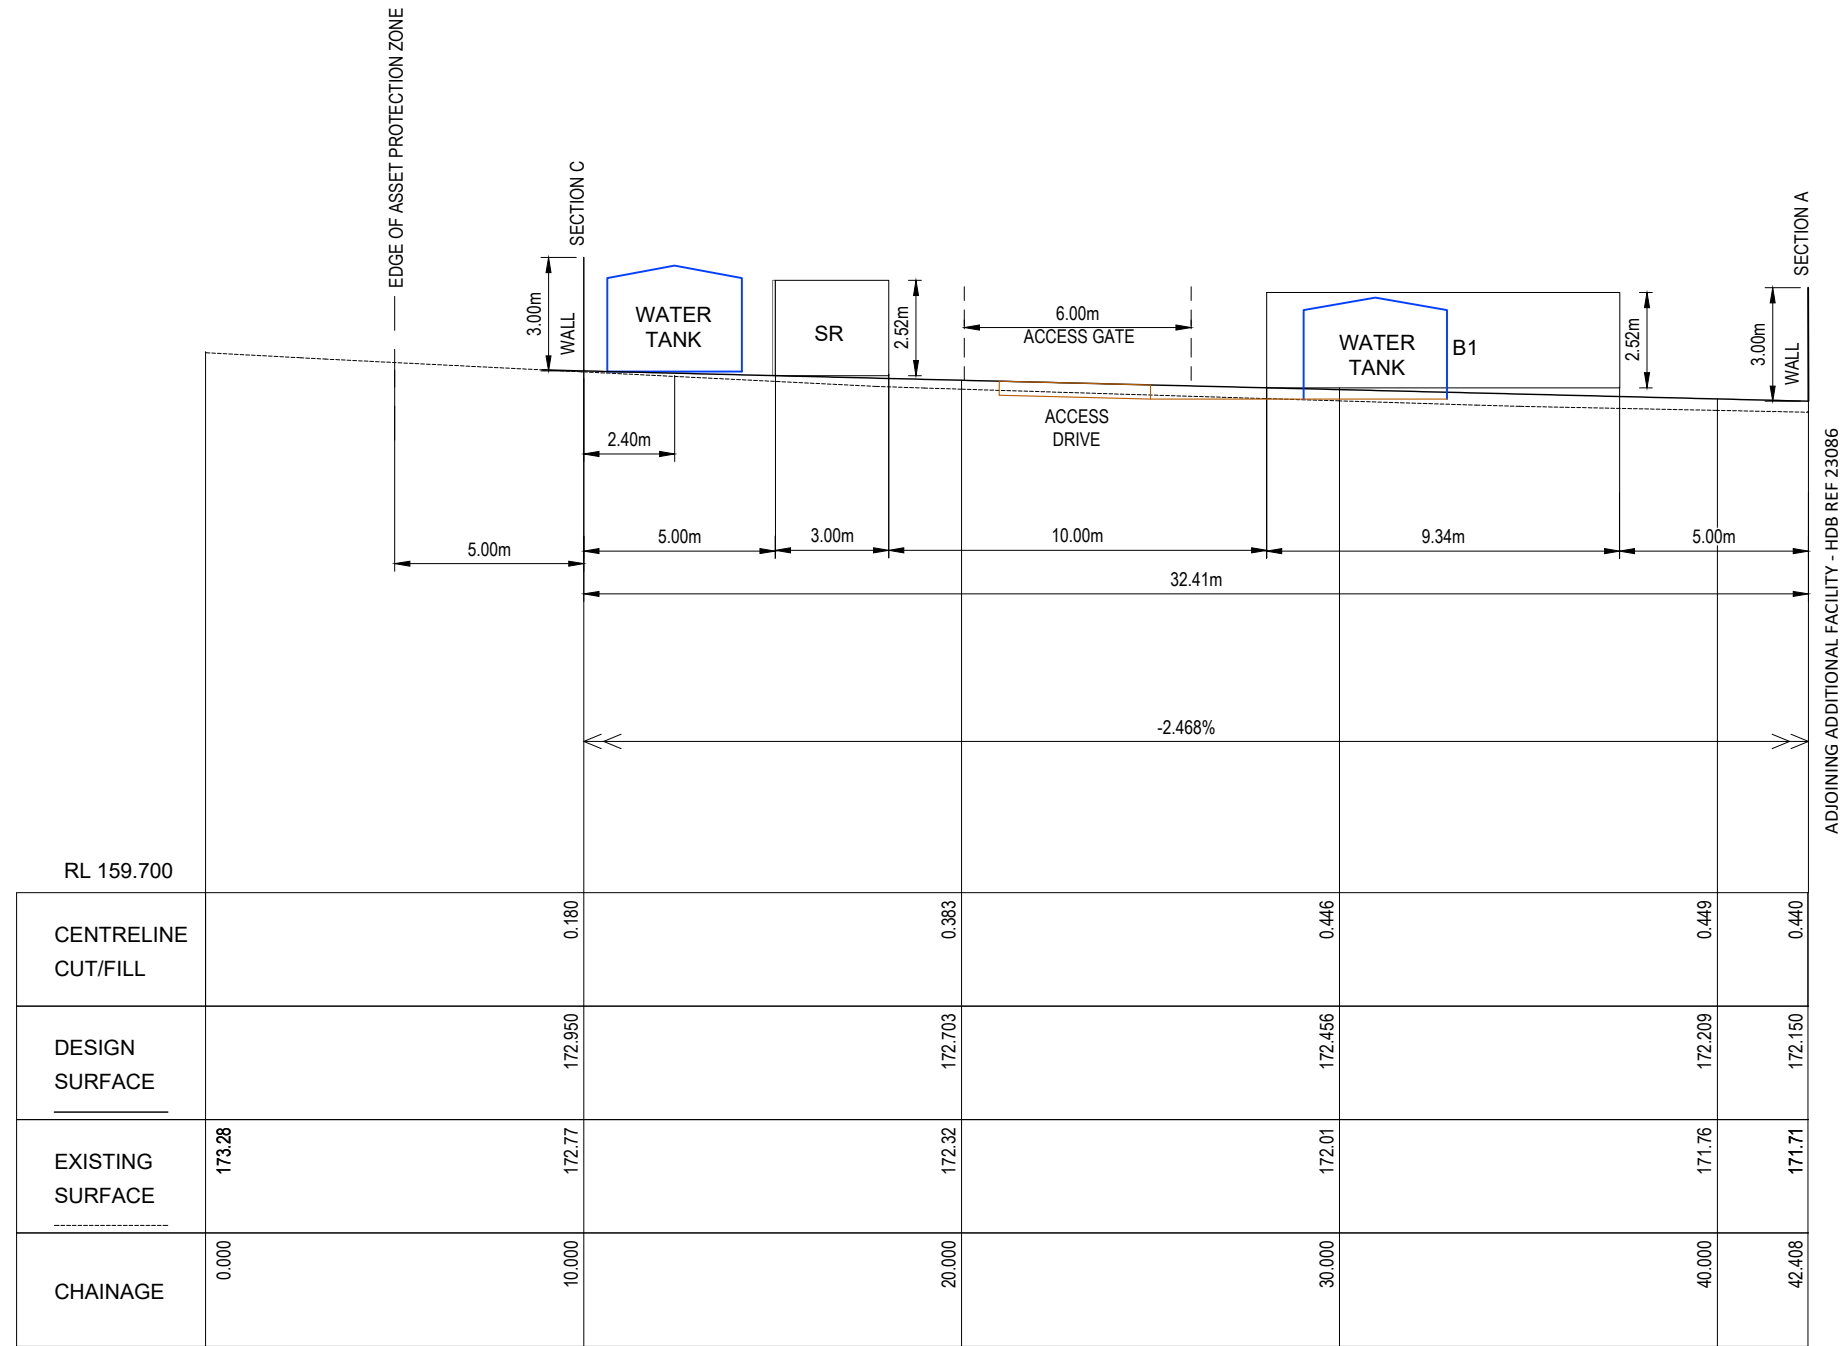 EDGE OF ASSET PROTECTION ZONE
SECTION C
SECTION A
3.00m
WALL
WATER
TANK
SR
2.52m
6.00m
ACCESS GATE
WATER
TANK
B1
2.52m
3.00m
WALL
ACCESS
DRIVE
2.40m
5.00m
5.00m
3.00m
10.00m
9.34m
5.00m
32.41m
-2.468%
ADJOINING ADDITIONAL FACILITY - HDB REF 23086
RL 159.700
CENTRELINE
CUT/FILL
0.180
0.383
0.446
0.449
0.440
DESIGN
SURFACE
172.950
172.703
172.456
172.209
172.150
EXISTING
SURFACE
173.28
172.77
172.32
172.01
171.76
171.71
CHAINAGE
0.000
10.000
20.000
30.000
40.000
42.408